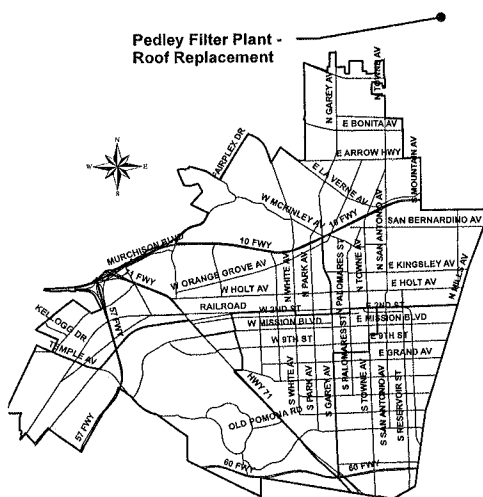 Pedley Filter Plant -
Roof Replacement
N GAREY AV
N TOWNE AV
E BONITA AV
E ARROW HWY
FAIRPLEX DR
E LA VERNE AV
S MOUNTAIN AV
N
W
E
S
W MCKINLEY AV
10 FWY
SAN BERNARDINO AV
MURCHISON BLVD
10 FWY
71 FWY
W ORANGE GROVE AV
N WHITE AV
N PARK AV
N PALOMARES ST
N TOWNE AV
N SAN ANTONIO AV
E KINGSLEY AV
W HOLT AV
E HOLT AV
N MILLS AV
RAILROAD
W 2ND ST
E 2ND ST
KELLOGG DR
HWY 57
W MISSION BLVD
E MISSION BLVD
TEMPLE AV
W 9TH ST
E 9TH ST
E GRAND AV
HWY 71
S WHITE AV
S PARK AV
S GAREY AV
S PALOMARES ST
S TOWNE AV
S SAN ANTONIO AV
S RESERVOIR ST
57 FWY
OLD POMONA RD
60 FWY
60 FWY